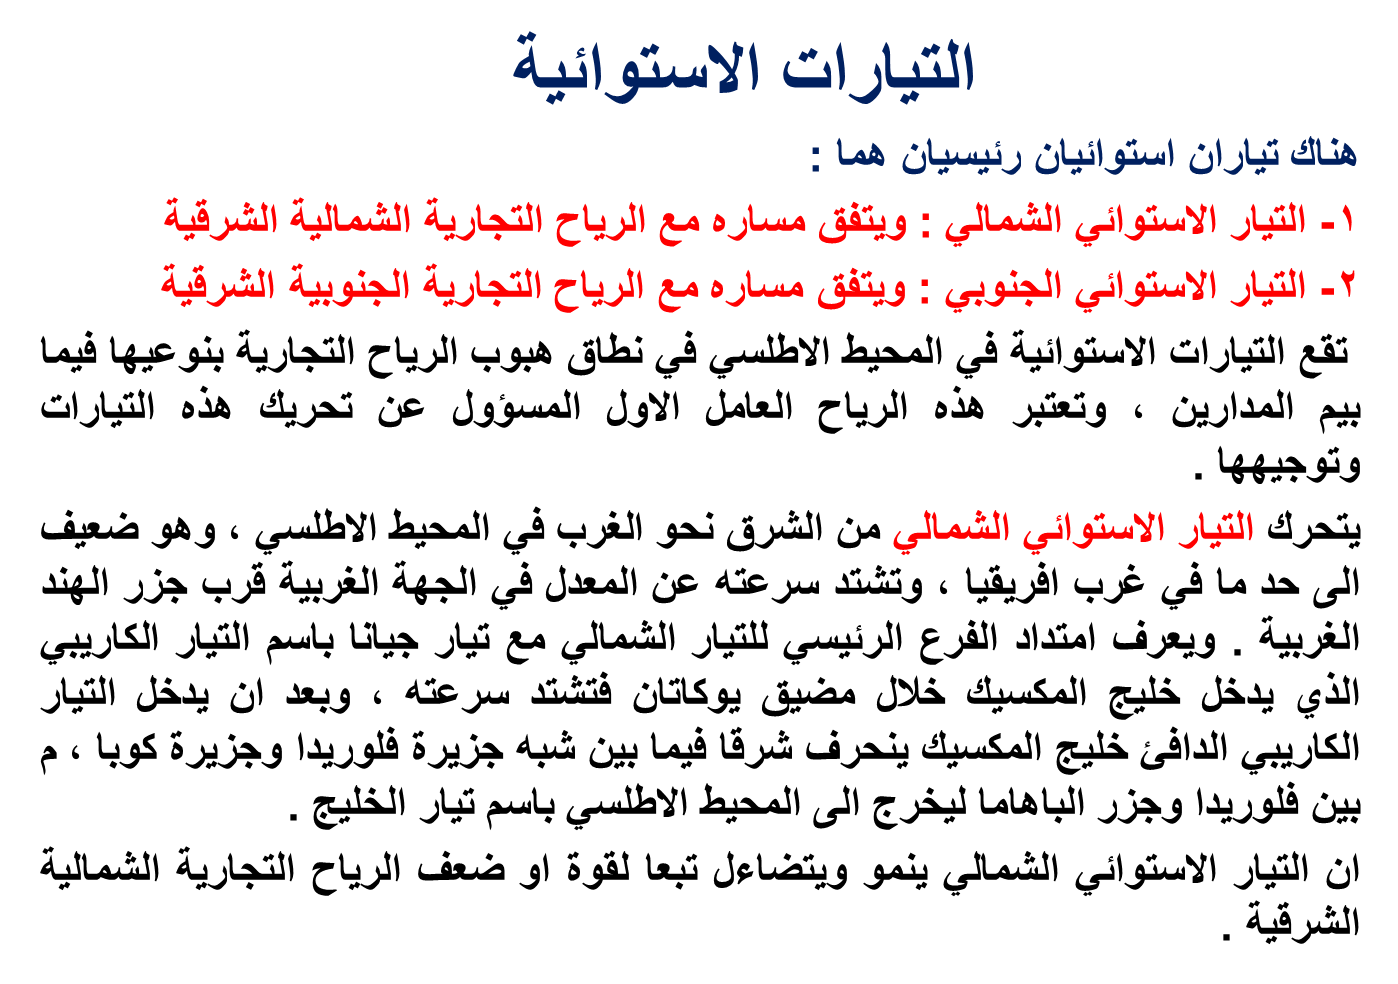 التيارات الاستوائية
هناك تياران استوائيان رئيسيان هما :
١- التيار الاستوائي الشمالي : ويتفق مساره مع الرياح التجارية الشمالية الشرقية
٢- التيار الاستوائي الجنوبي : ويتفق مساره مع الرياح التجارية الجنوبية الشرقية
تقع التيارات الاستوائية في المحيط الاطلسي في نطاق هبوب الرياح التجارية بنوعيها فيما
بيم المدارين ، وتعتبر هذه الرياح العامل الاول المسؤول عن تحريك هذه التيارات
وتوجيهها .
يتحرك التيار الاستوائي الشمالي من الشرق نحو الغرب في المحيط الاطلسي ، وهو ضعيف
الى حد ما في غرب افريقيا ، وتشتد سرعته عن المعدل في الجهة الغربية قرب جزر الهند
الغربية . ويعرف امتداد الفرع الرئيسي للتيار الشمالي مع تيار جيانا باسم التيار الكاريبي
الذي يدخل خليج المكسيك خلال مضيق يوكاتان فتشتد سرعته ، وبعد ان يدخل التيار
الكاريبي الدافئ خليج المكسيك ينحرف شرقا فيما بين شبه جزيرة فلوريدا وجزيرة كوبا ، م
بين فلوريدا وجزر الباهاما ليخرج الى المحيط الاطلسي باسم تيار الخليج .
ان التيار الاستوائي الشمالي ينمو ويتضاءل تبعا لقوة او ضعف الرياح التجارية الشمالية
الشرقية .